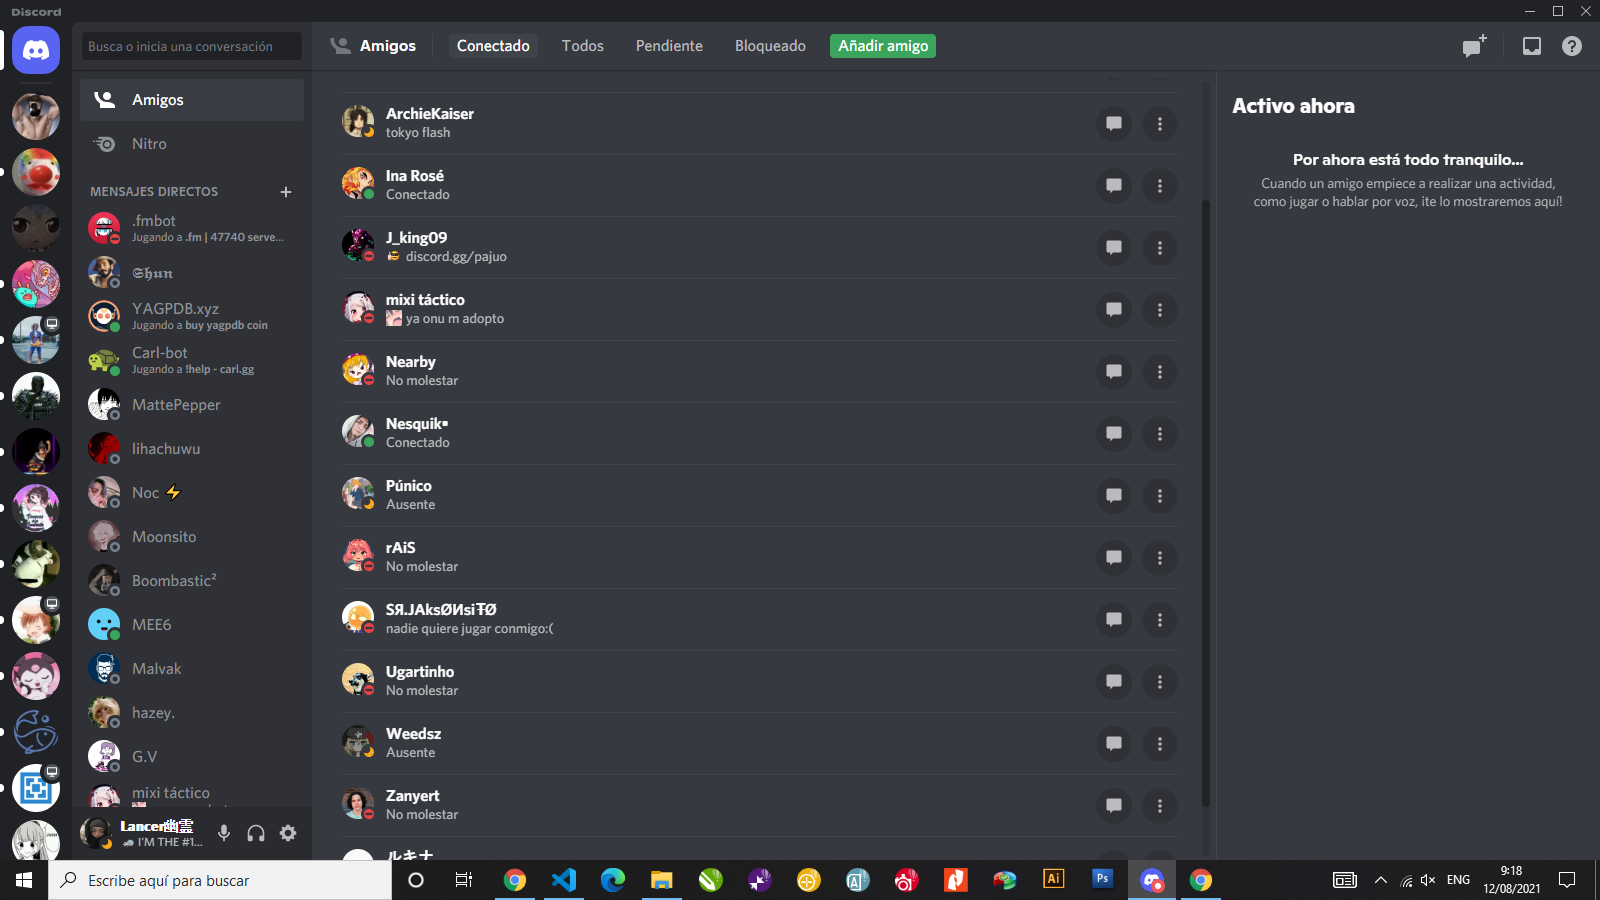 Discord
Busca o inicia una conversación
Amigos
Nitro
MENSAJES DIRECTOS
.fmbot
Jugando a .fm | 47740 serve...
𝕾𝖍𝖚𝖓
YAGPDB.xyz
Jugando a buy yagpdb coin
Carl-bot
Jugando a !help - carl.gg
MattePepper
lihachuwu
Noc ⚡
Moonsito
Boombastic²
MEE6
Malvak
hazey.
G.V
mixi táctico
Lancer幽霊
I'M THE #1...
Amigos
Conectado
Todos
Pendiente
Bloqueado
Añadir amigo
ArchieKaiser
tokyo flash
Ina Rosé
Conectado
J_king09
discord.gg/pajuo
mixi táctico
ya onu m adopto
Nearby
No molestar
Nesquik▪
Conectado
Púnico
Ausente
rAiS
No molestar
SЯ.JAksØИsiŦØ
nadie quiere jugar conmigo:(
Ugartinho
No molestar
Weedsz
Ausente
Zanyert
No molestar
ルキナ
Activo ahora
Por ahora está todo tranquilo...
Cuando un amigo empiece a realizar una actividad,
como jugar o hablar por voz, ¡te lo mostraremos aquí!
Escribe aquí para buscar
Ai
Ps
ENG
9:18
12/08/2021